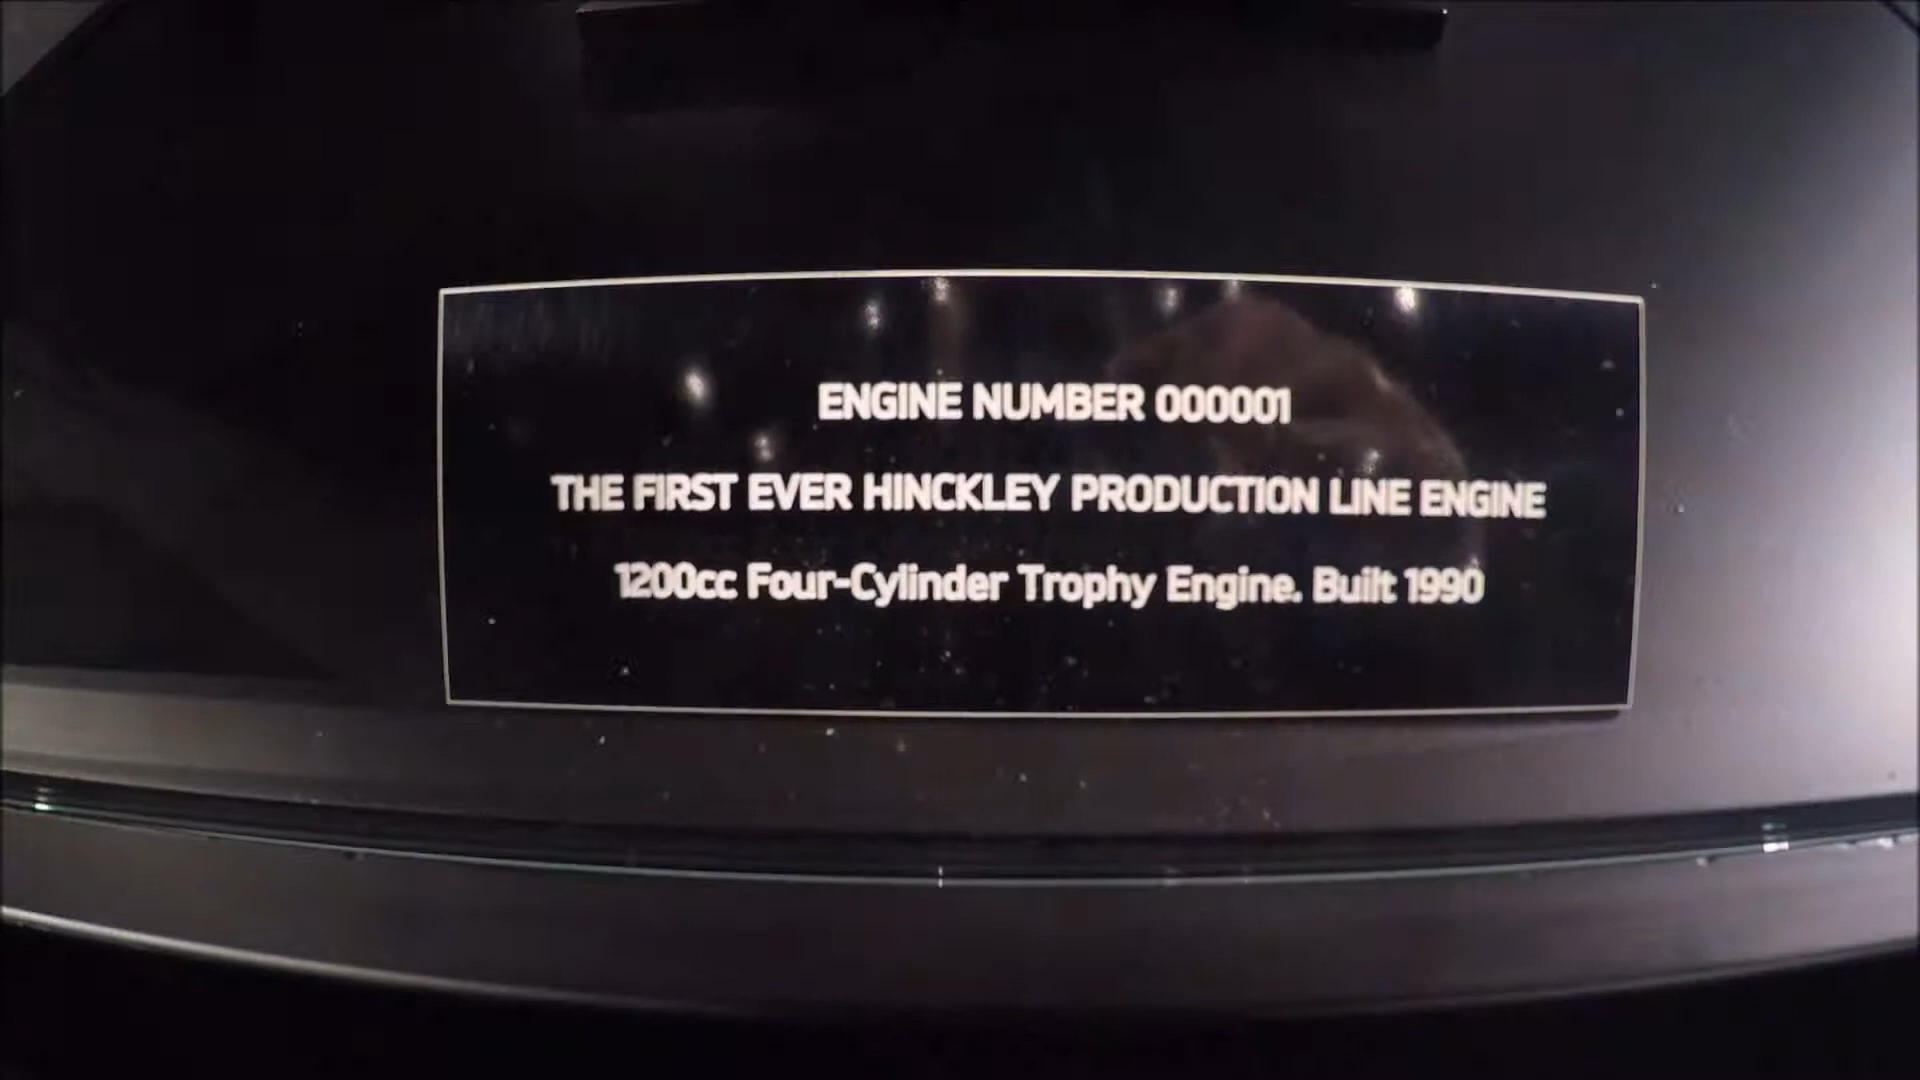 ENGINE NUMBER 000001
THE FIRST EVER HINCKLEY PRODUCTION LINE ENGINE
1200cc Four-Cylinder Trophy Engine. Built 1990